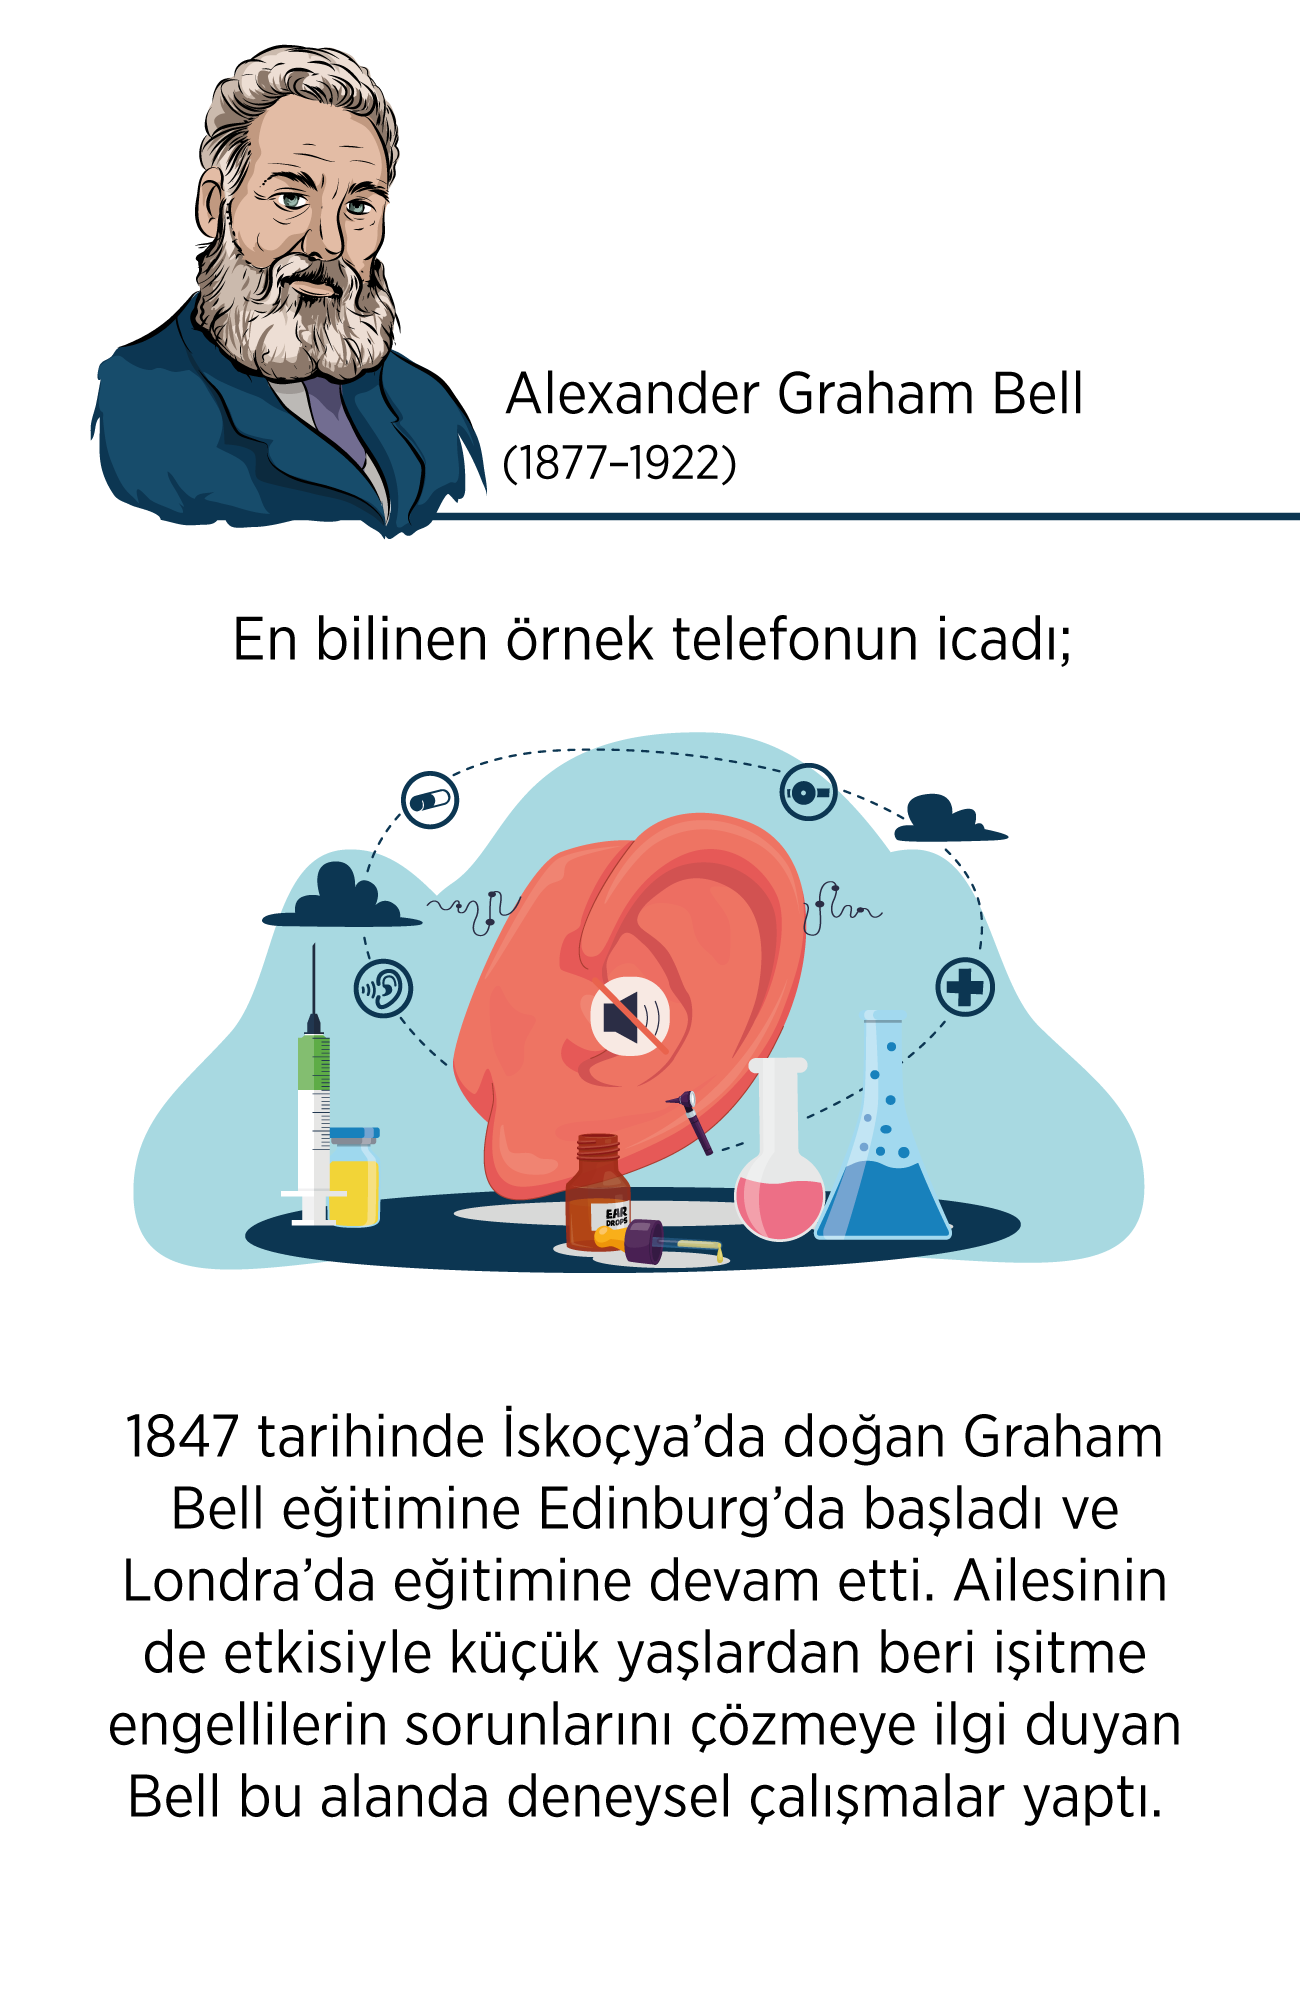 Alexander Graham Bell
(1877–1922)
En bilinen örnek telefonun icadı;
EAR
DROPS
1847 tarihinde İskoçya’da doğan Graham
Bell eğitimine Edinburg’da başladı ve
Londra’da eğitimine devam etti. Ailesinin
de etkisiyle küçük yaşlardan beri işitme
engellilerin sorunlarını çözmeye ilgi duyan
Bell bu alanda deneysel çalışmalar yaptı.